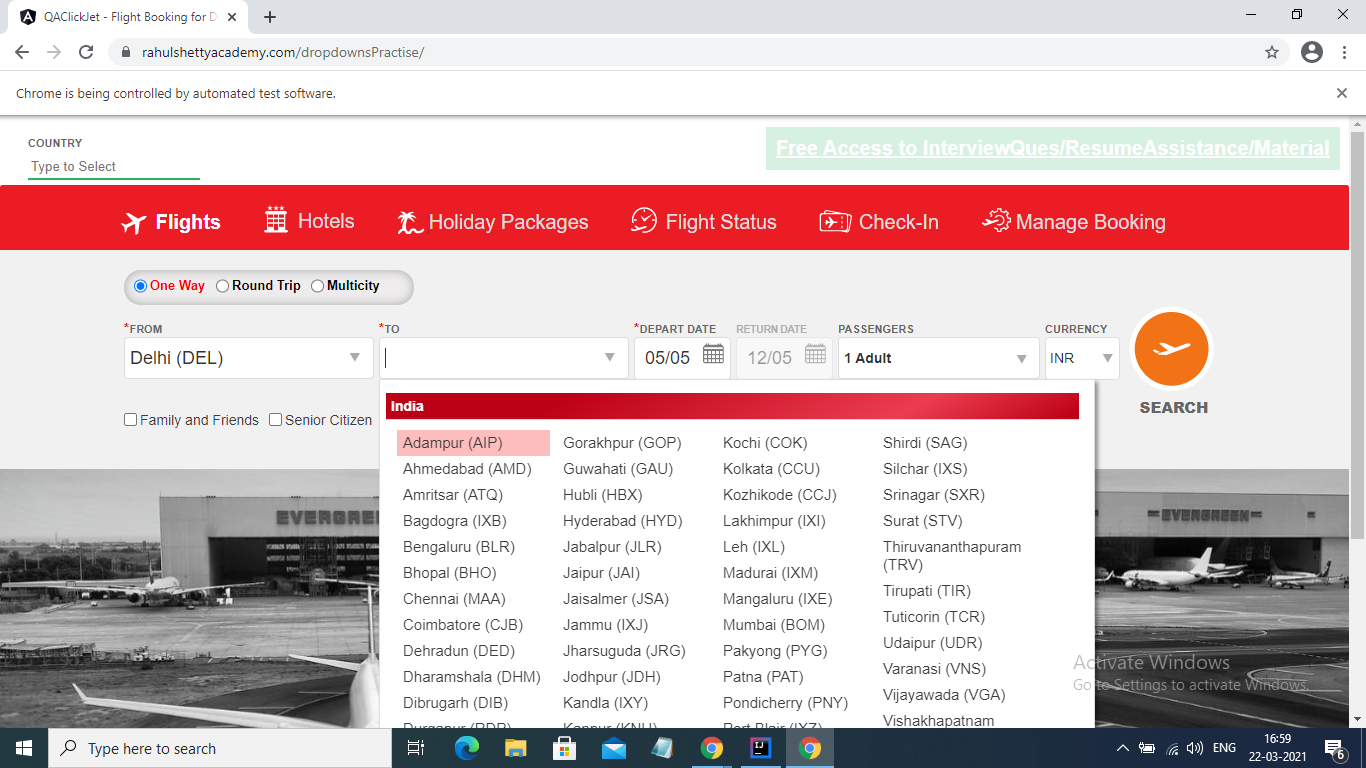 QAClickJet - Flight Booking for D
rahulshettyacademy.com/dropdownsPractise/
Chrome is being controlled by automated test software.
COUNTRY
Type to Select
Free Access to InterviewQues/ResumeAssistance/Material
Flights Hotels Holiday Packages Flight Status Check-In Manage Booking
One Way Round Trip Multicity
*FROM *TO *DEPART DATE RETURN DATE PASSENGERS CURRENCY
Delhi (DEL) 05/05 12/05 1 Adult INR
SEARCH
Family and Friends Senior Citizen
India
Adampur (AIP) Gorakhpur (GOP) Kochi (COK) Shirdi (SAG)
Ahmedabad (AMD) Guwahati (GAU) Kolkata (CCU) Silchar (IXS)
Amritsar (ATQ) Hubli (HBX) Kozhikode (CCJ) Srinagar (SXR)
Bagdogra (IXB) Hyderabad (HYD) Lakhimpur (IXI) Surat (STV)
Bengaluru (BLR) Jabalpur (JLR) Leh (IXL) Thiruvananthapuram
(TRV)
Bhopal (BHO) Jaipur (JAI) Madurai (IXM)
Tirupati (TIR)
Chennai (MAA) Jaisalmer (JSA) Mangaluru (IXE)
Tuticorin (TCR)
Coimbatore (CJB) Jammu (IXJ) Mumbai (BOM)
Udaipur (UDR)
Dehradun (DED) Jharsuguda (JRG) Pakyong (PYG)
Varanasi (VNS)
Dharamshala (DHM) Jodhpur (JDH) Patna (PAT)
Vijayawada (VGA)
Dibrugarh (DIB) Kandla (IXY) Pondicherry (PNY)
Vishakhapatnam
EVERGREEN
EVERGREEN
Activate Windows
Go to Settings to activate Windows.
Type here to search
ENG
16:59
22-03-2021
6